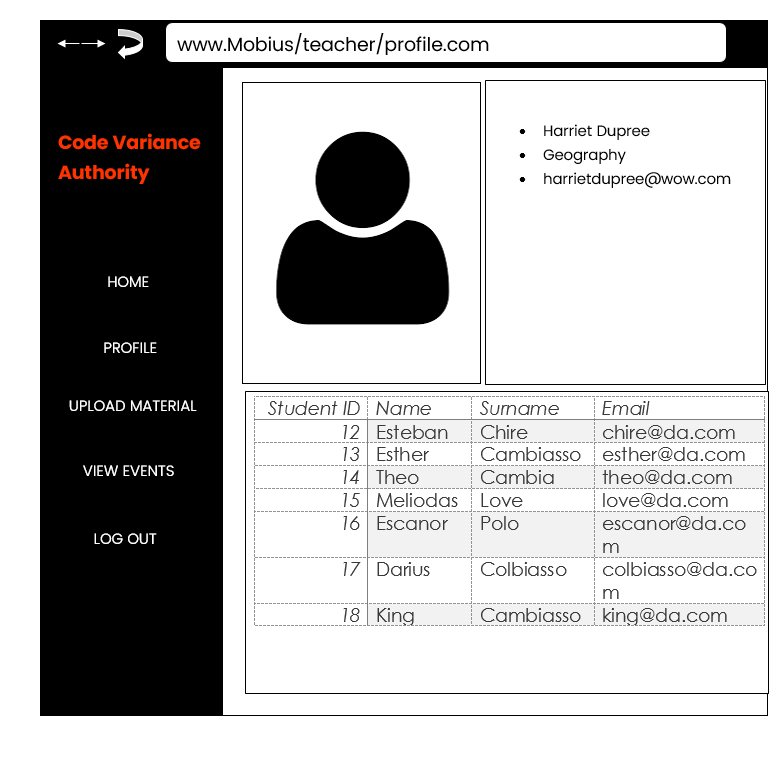 www.Mobius/teacher/profile.com
Code Variance
Authority
HOME
PROFILE
UPLOAD MATERIAL
VIEW EVENTS
LOG OUT
Harriet Dupree
Geography
harrietdupree@wow.com
Student ID Name Surname Email
12 Esteban Chire chire@da.com
13 Esther Cambiasso esther@da.com
14 Theo Cambia theo@da.com
15 Meliodas Love love@da.com
16 Escanor Polo escanor@da.co
m
17 Darius Colbiasso colbiasso@da.co
m
18 King Cambiasso king@da.com